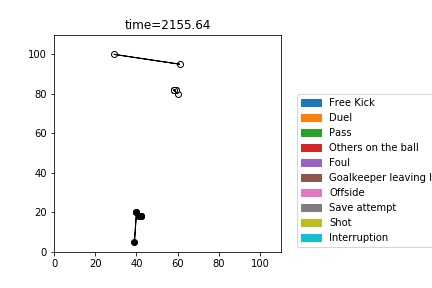 time=2155.64
100
80
60
40
20
0
0 20 40 60 80 100
Free Kick
Duel
Pass
Others on the ball
Foul
Goalkeeper leaving l
Offside
Save attempt
Shot
Interruption